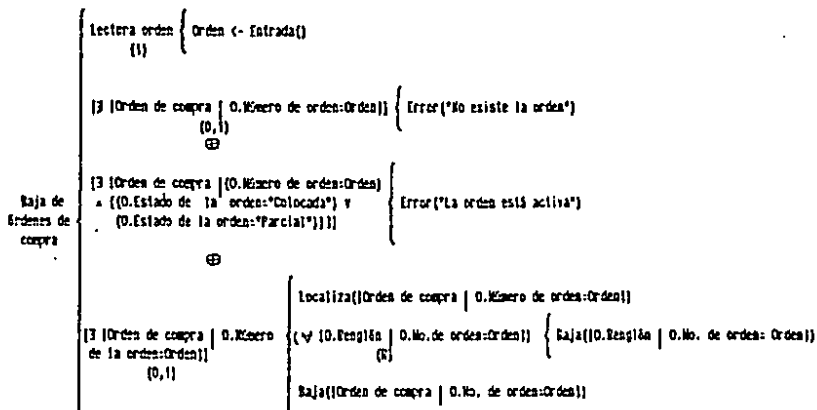 Lectura orden { Orden <- Entrada()
(1)
[∃ {Orden de compra | O.Número de orden:Orden}] { Error("No existe la orden")
(0,1)
⊕
[∃ {Orden de compra |(O.Número de orden:Orden)
∧ ((O.Estado de la orden:"Colocada") ∨
(O.Estado de la orden:"Parcial"))}]
{ Error("La orden está activa")
Baja de
órdenes de
compra
⊕
[∃ {Orden de compra | O.Número
de la orden:Orden}]
(0,1)
Localiza({Orden de compra | O.Número de orden:Orden})
(∀ {O.Renglón | O.No.de orden:Orden}) { Baja({O.Renglón | O.No. de orden: Orden})
(R)
Baja({Orden de compra | O.No. de orden:Orden})